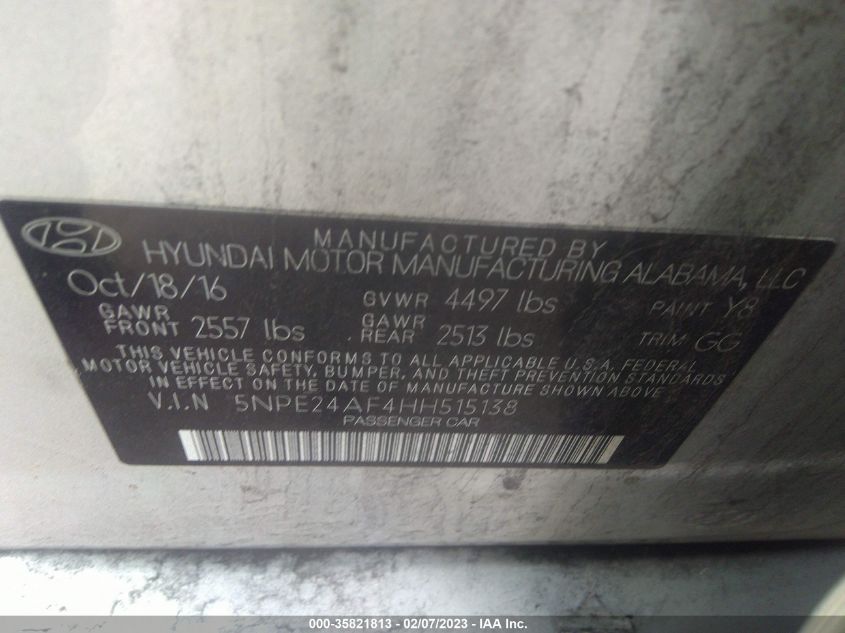 MANUFACTURED BY
HYUNDAI MOTOR MANUFACTURING ALABAMA, LLC
Oct/18/16 GVWR 4497 lbs PAINT Y8
GAWR FRONT 2557 lbs GAWR REAR 2513 lbs TRIM GG
THIS VEHICLE CONFORMS TO ALL APPLICABLE U.S.A. FEDERAL
MOTOR VEHICLE SAFETY, BUMPER, AND THEFT PREVENTION STANDARDS
IN EFFECT ON THE DATE OF MANUFACTURE SHOWN ABOVE
V.I.N 5NPE24AF4HH515138
PASSENGER CAR
000-35821813 - 02/07/2023 - IAA Inc.